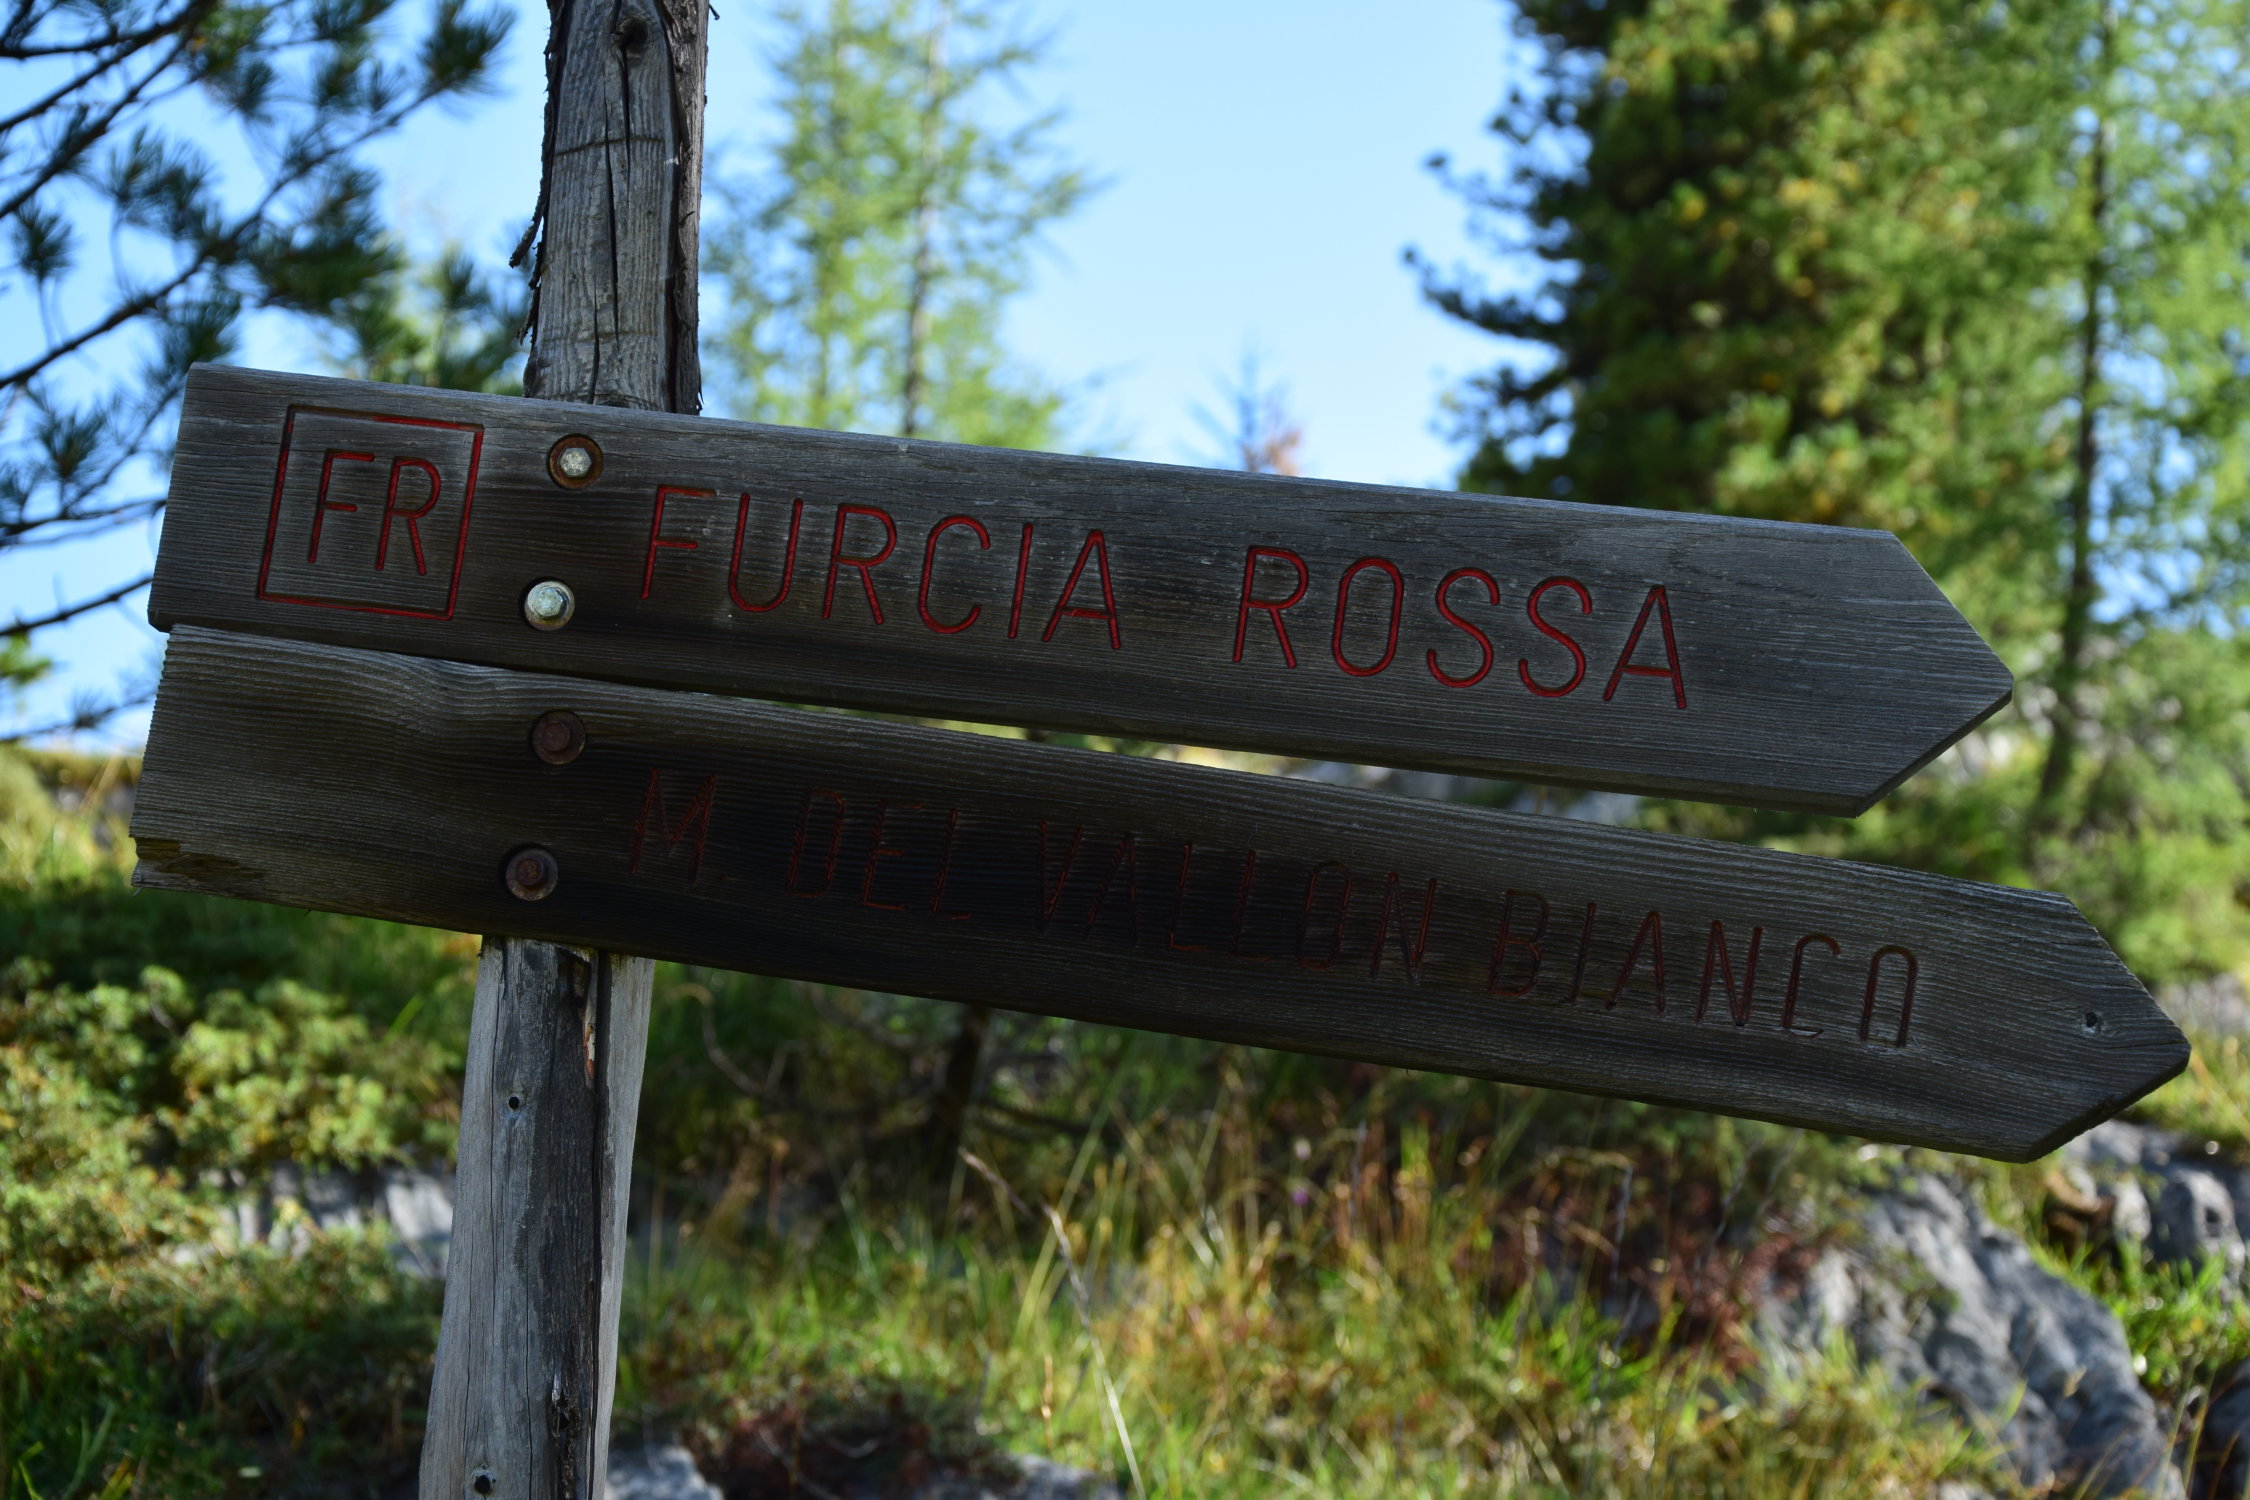 FR FURCIA ROSSA
M. DEL VALLON BIANCO